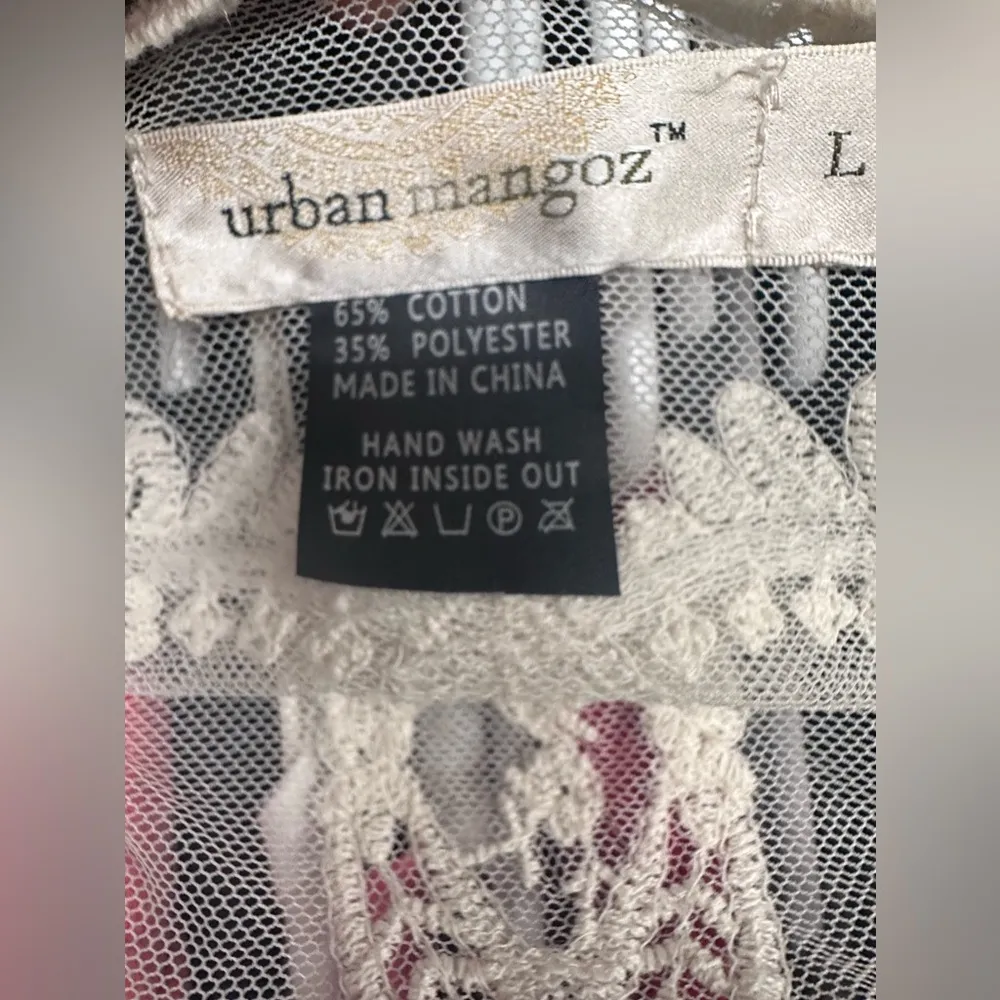 urban mangoz™
L
65% COTTON
35% POLYESTER
MADE IN CHINA
HAND WASH
IRON INSIDE OUT
P